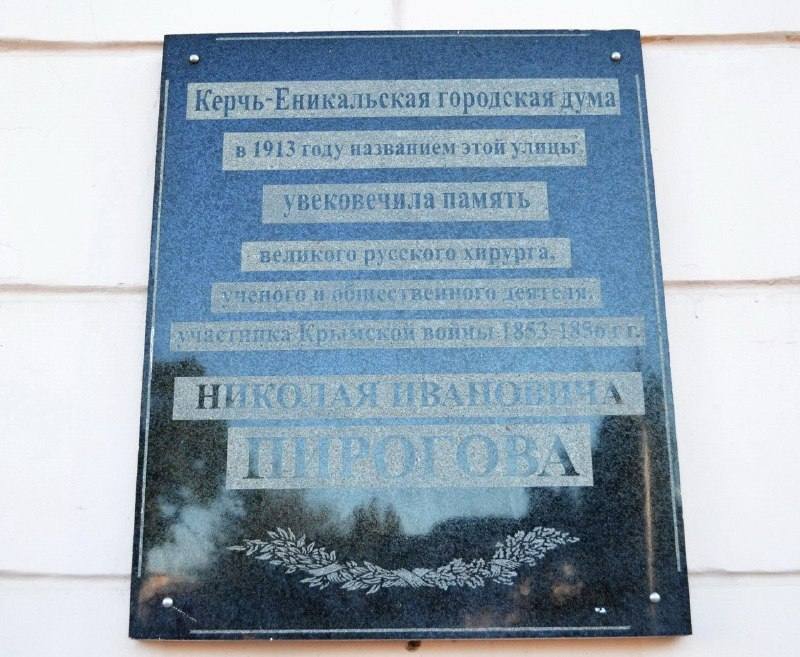 Керчь-Еникальская городская дума
в 1913 году названием этой улицы
увековечила память
великого русского хирурга,
ученого и общественного деятеля,
участника Крымской войны 1853-1856 г г.
НИКОЛАЯ ИВАНОВИЧА
ПИРОГОВА